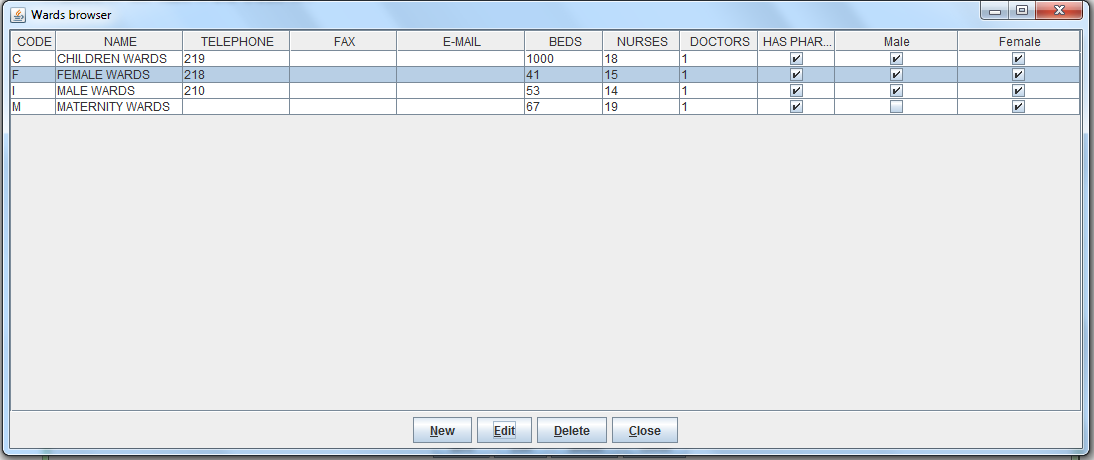 Wards browser
CODE NAME TELEPHONE FAX E-MAIL BEDS NURSES DOCTORS HAS PHAR... Male Female
C CHILDREN WARDS 219 1000 18 1
F FEMALE WARDS 218 41 15 1
I MALE WARDS 210 53 14 1
M MATERNITY WARDS 67 19 1
New Edit Delete Close